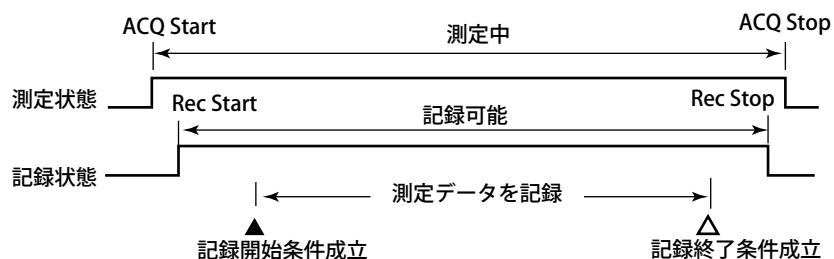 ACQ Start
測定中
ACQ Stop
測定状態
Rec Start
記録可能
Rec Stop
記録状態
測定データを記録
記録開始条件成立
記録終了条件成立